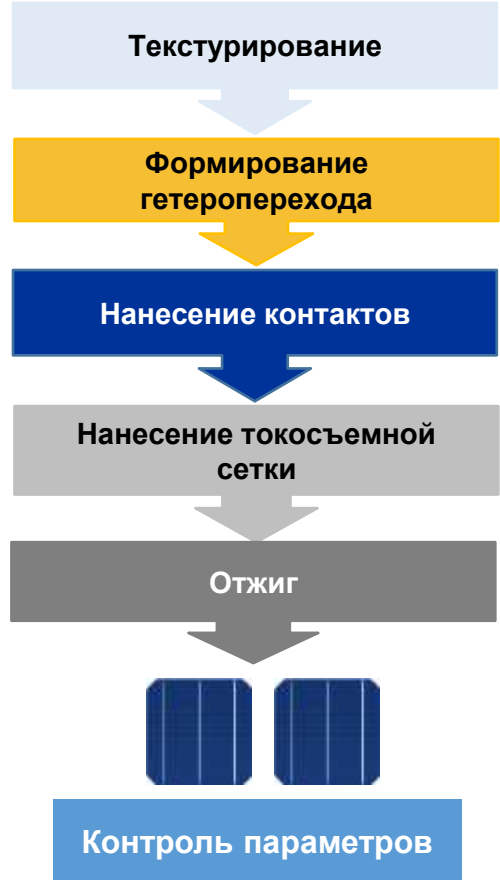 Текстурирование
Формирование
гетероперехода
Нанесение контактов
Нанесение токосъемной
сетки
Отжиг
Контроль параметров